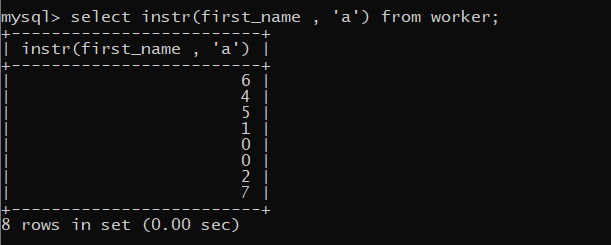 mysql> select instr(first_name , 'a') from worker;
+-------------------------+
| instr(first_name , 'a') |
+-------------------------+
|                       6 |
|                       4 |
|                       5 |
|                       1 |
|                       0 |
|                       0 |
|                       2 |
|                       7 |
+-------------------------+
8 rows in set (0.00 sec)